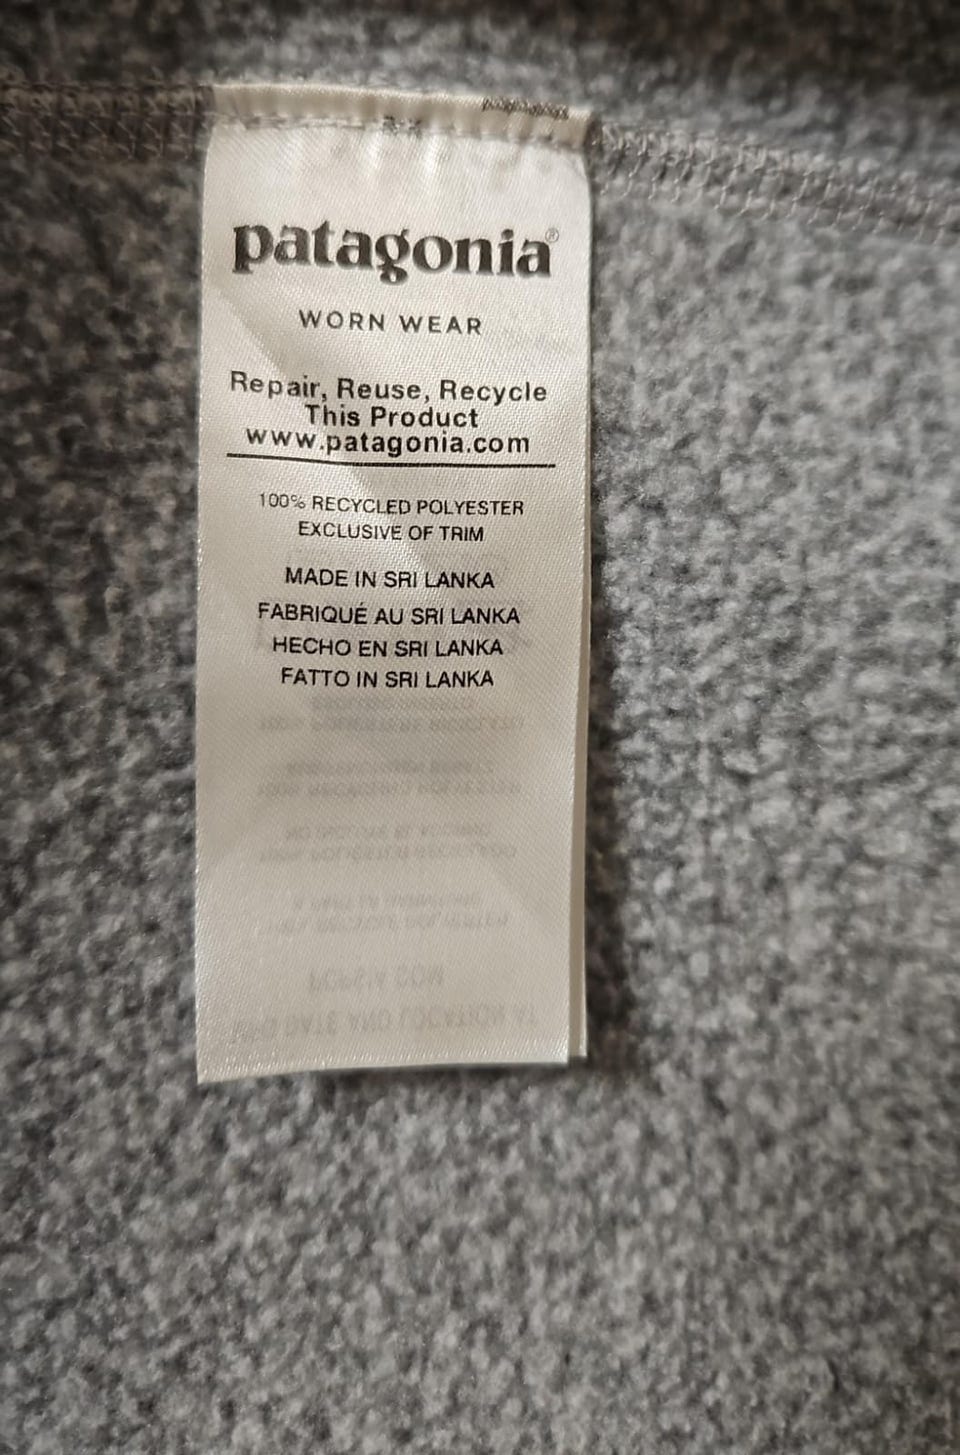 patagonia®
WORN WEAR
Repair, Reuse, Recycle
This Product
www.patagonia.com
100% RECYCLED POLYESTER
EXCLUSIVE OF TRIM
MADE IN SRI LANKA
FABRIQUÉ AU SRI LANKA
HECHO EN SRI LANKA
FATTO IN SRI LANKA